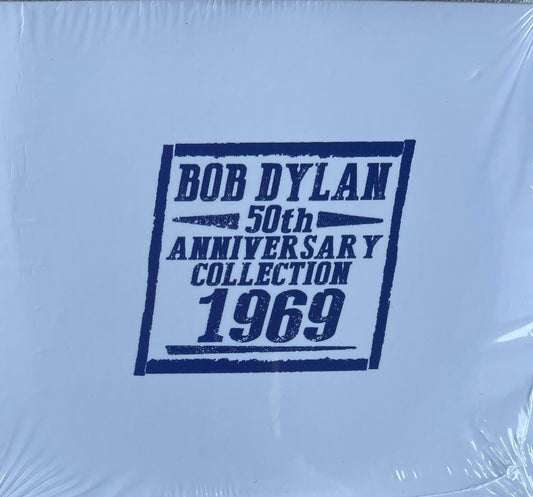 BOB DYLAN
50th
ANNIVERSARY
COLLECTION
1969